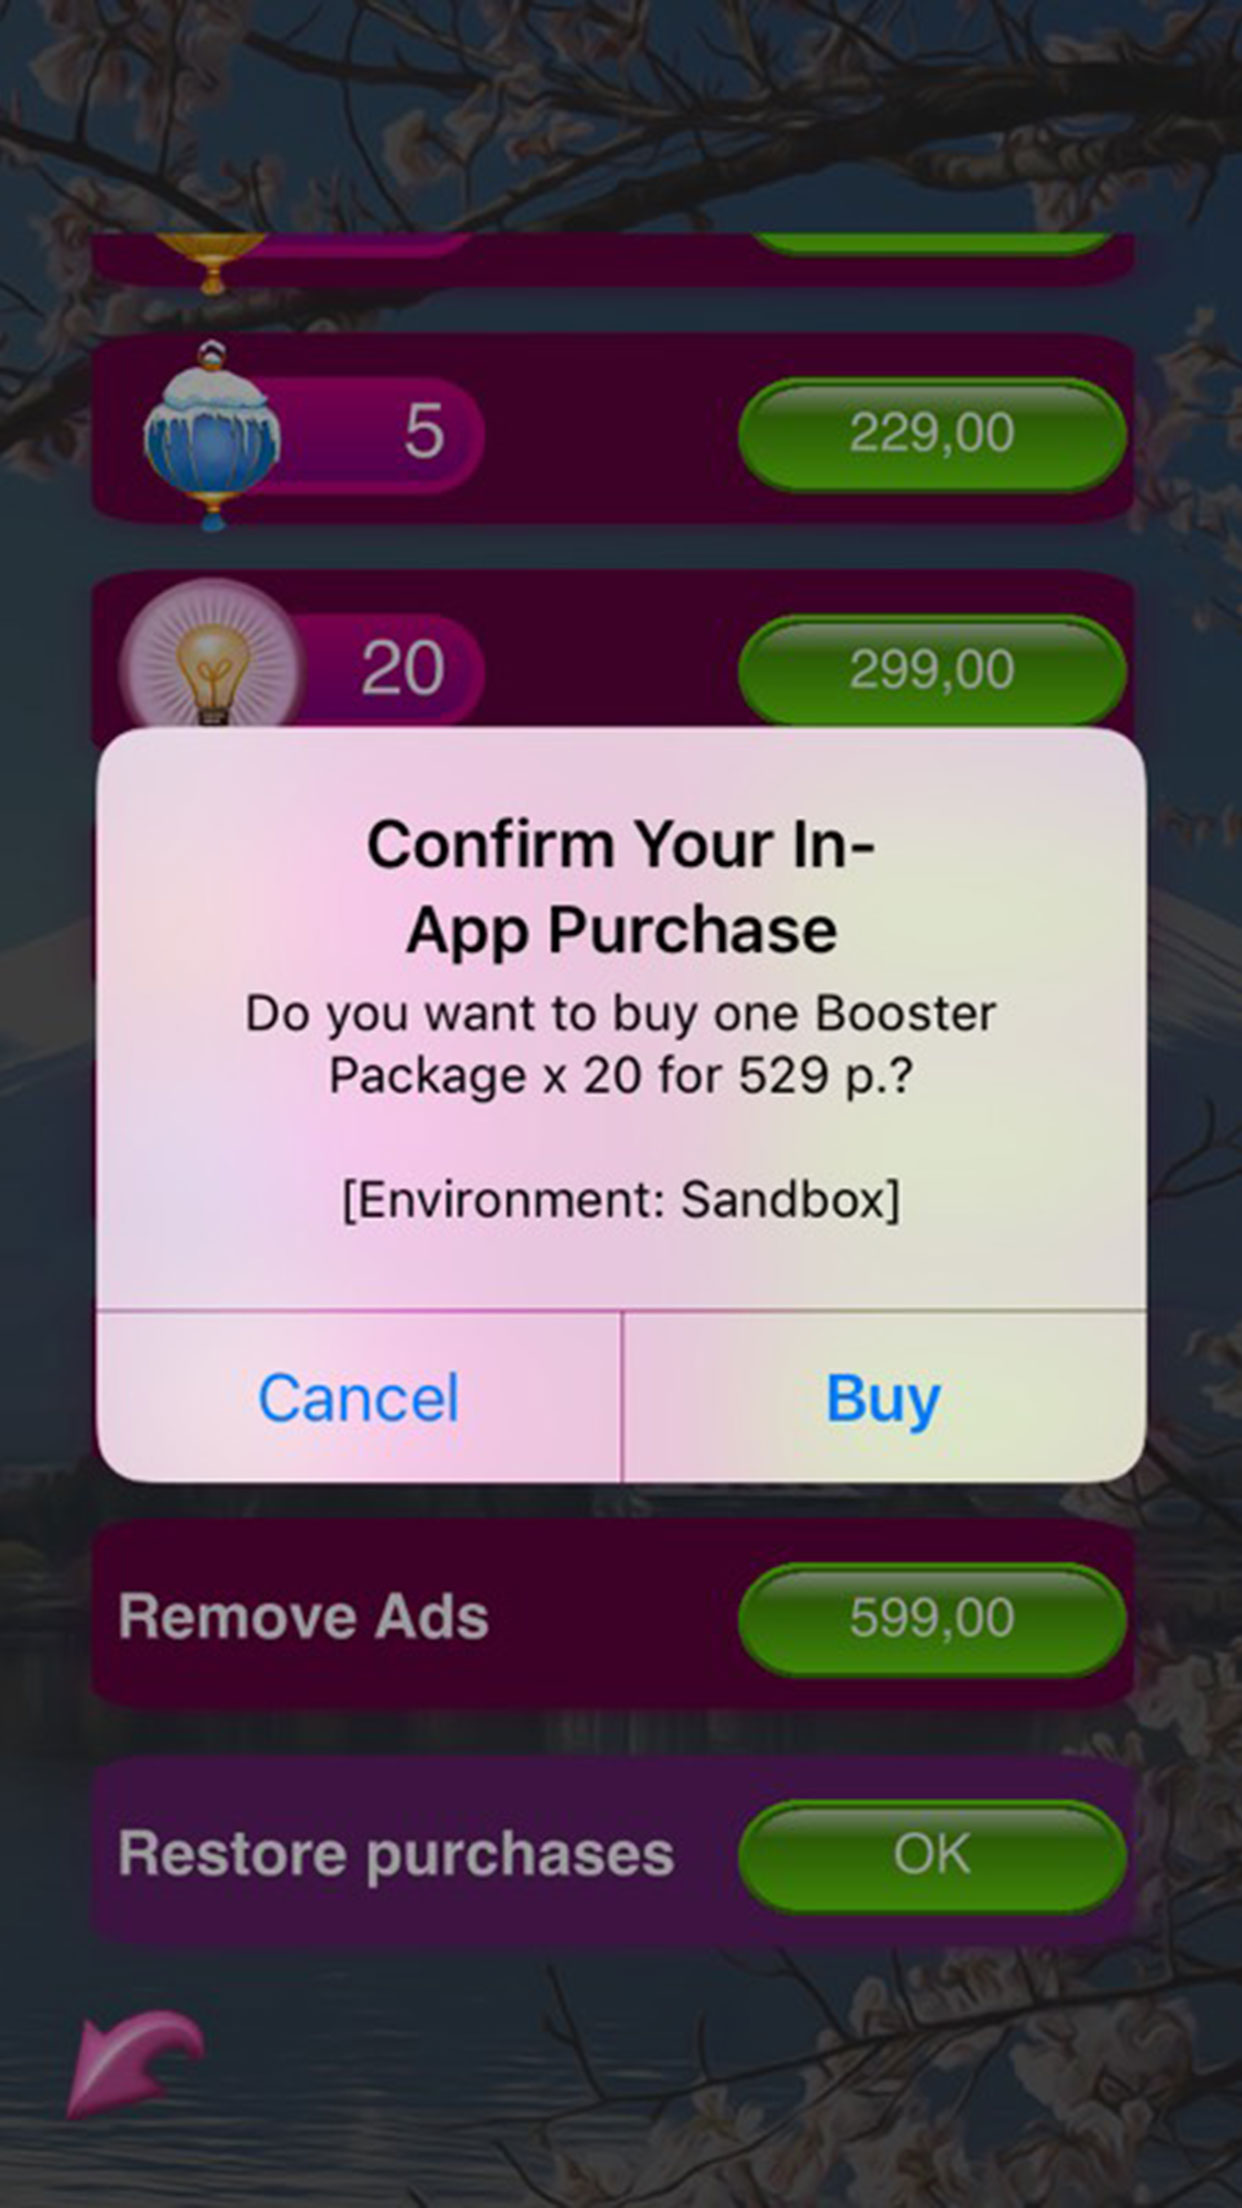 5
229,00
20
299,00
Confirm Your In-
App Purchase
Do you want to buy one Booster
Package x 20 for 529 р.?
[Environment: Sandbox]
Cancel
Buy
Remove Ads
599,00
Restore purchases
OK